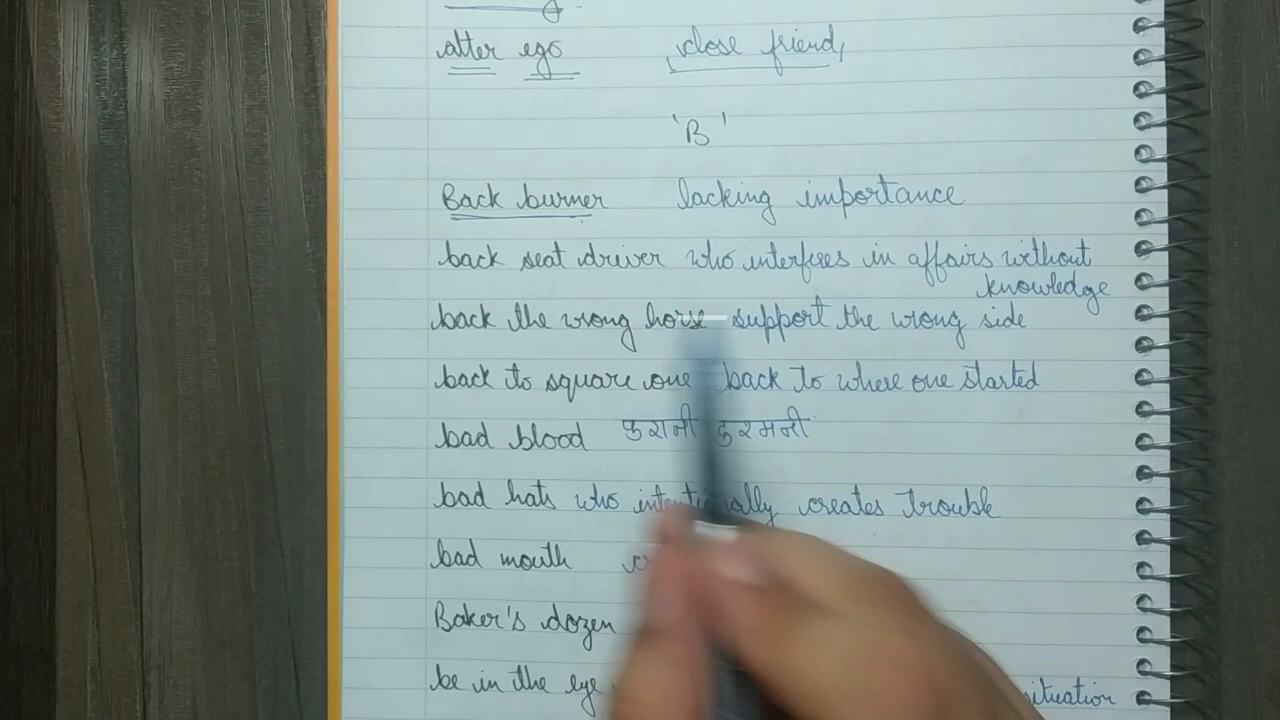 alter ego close friend,
'B'
Back burner lacking importance
back seat driver who interferes in affairs without
knowledge
back the wrong horse support the wrong side
back to square one back to where one started
bad blood पुरानी दुश्मनी
bad hats who intentionally creates trouble
bad mouth
Baker's dozen
be in the eye situation